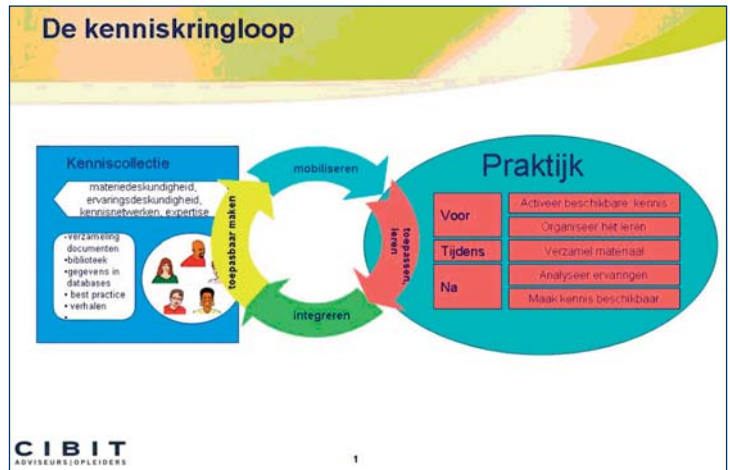 De kenniskringloop
Kenniscollectie
materiedeskundigheid,
ervaringsdeskundigheid,
kennisnetwerken, expertise
•verzameling
documenten
•biblioteek
•gegevens in
databases
• best practice
• verhalen
•
toepasbaar maken
mobiliseren
toepassen,
leren
integreren
Praktijk
Voor
Activeer beschikbare kennis
Organiseer het leren
Tijdens
Verzamel materiaal
Na
Analyseer ervaringen
Maak kennis beschikbaar
CIBIT
ADVISEURS|OPLEIDERS
1